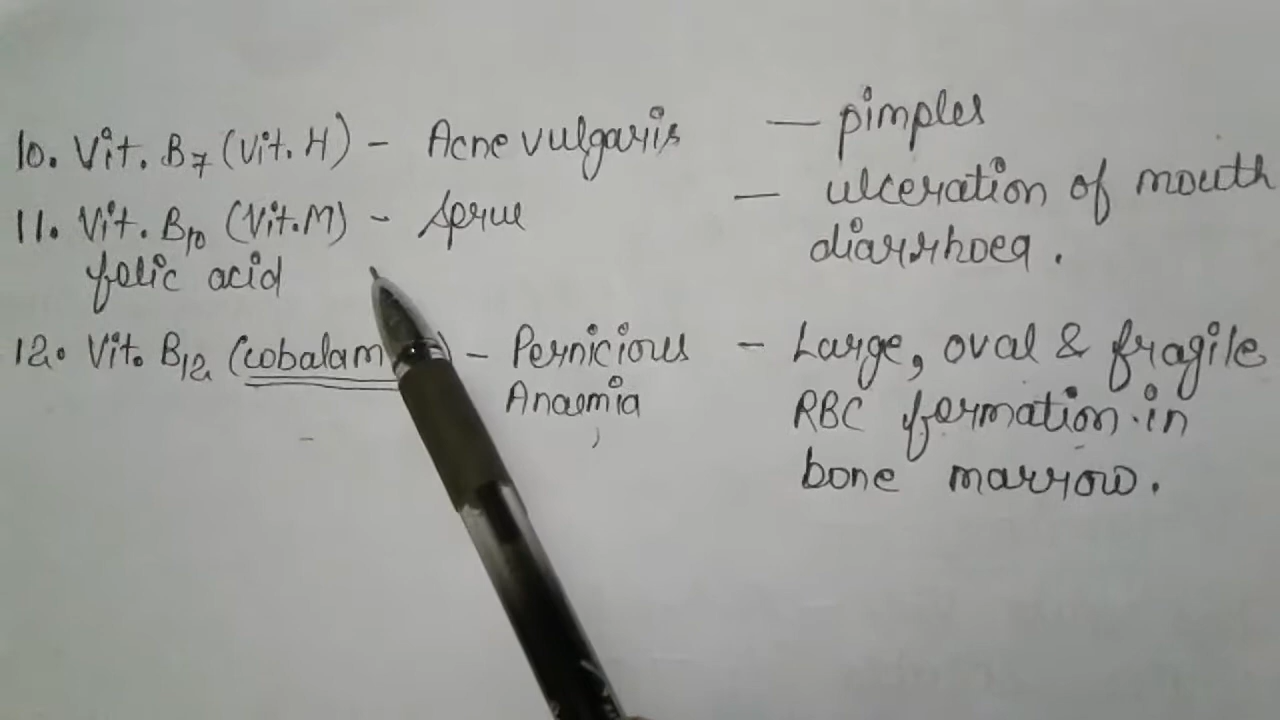 10. Vit. B7 (Vit. H) - Acne vulgaris — pimples
11. Vit. B10 (Vit.M) - Sprue — ulceration of mouth
folic acid diarrhoea.
12. Vit. B12 (cobalam - Pernicious - Large, oval & fragile
Anaemia RBC formation in
bone marrow.